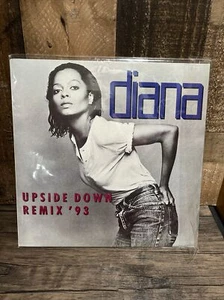 diana
UPSIDE DOWN
REMIX '93